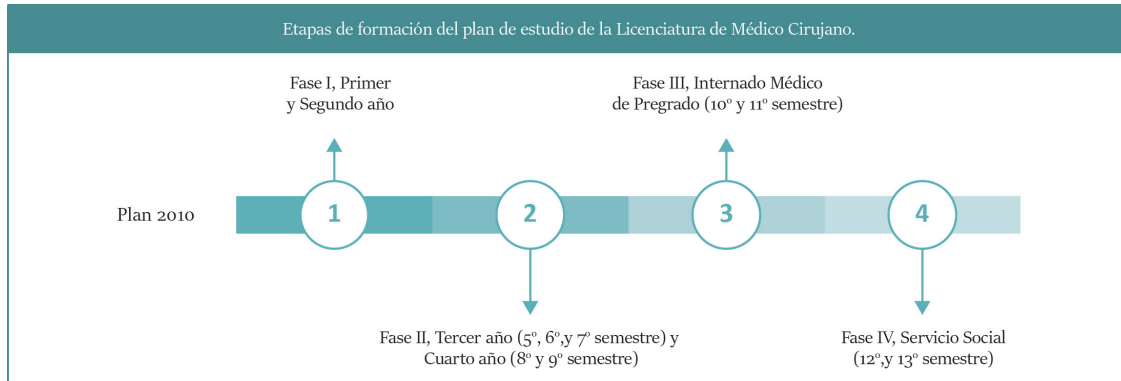 Etapas de formación del plan de estudio de la Licenciatura de Médico Cirujano.
Fase I, Primer
y Segundo año
Fase III, Internado Médico
de Pregrado (10º y 11º semestre)
Plan 2010
1
2
3
4
Fase II, Tercer año (5º, 6º,y 7º semestre) y
Cuarto año (8º y 9º semestre)
Fase IV, Servicio Social
(12º,y 13º semestre)